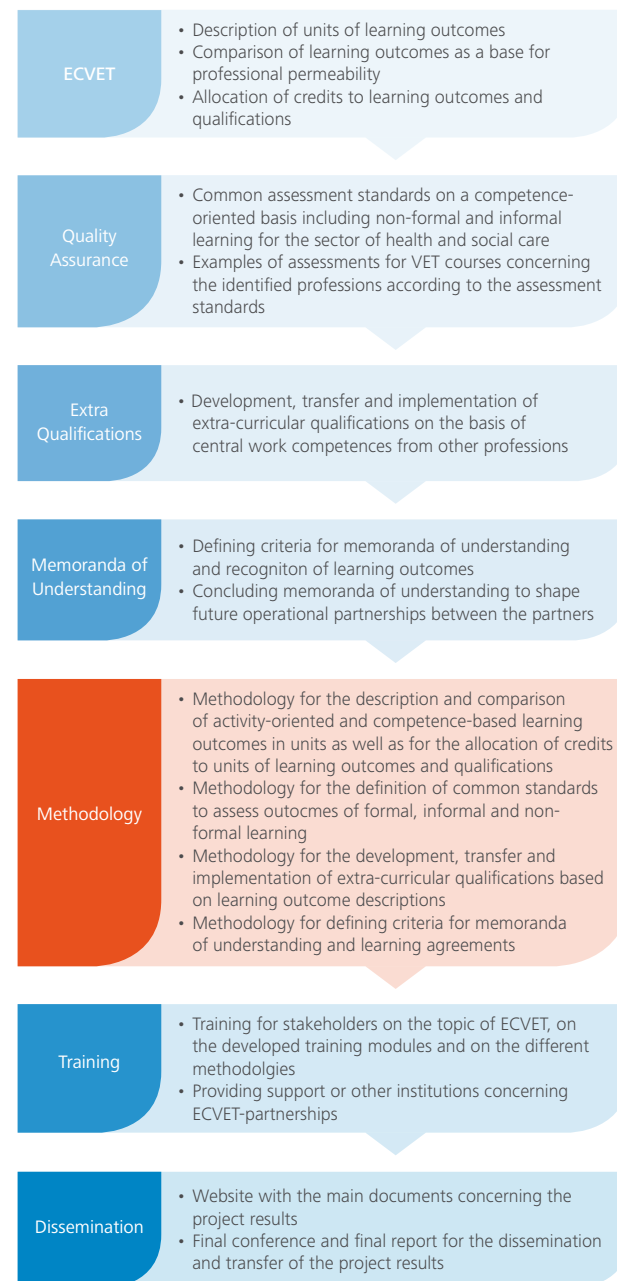 ECVET
• Description of units of learning outcomes
• Comparison of learning outcomes as a base for
professional permeability
• Allocation of credits to learning outcomes and
qualifications
Quality
Assurance
• Common assessment standards on a competence-
oriented basis including non-formal and informal
learning for the sector of health and social care
• Examples of assessments for VET courses concerning
the identified professions according to the assessment
standards
Extra
Qualifications
• Development, transfer and implementation of
extra-curricular qualifications on the basis of
central work competences from other professions
Memoranda of
Understanding
• Defining criteria for memoranda of understanding
and recogniton of learning outcomes
• Concluding memoranda of understanding to shape
future operational partnerships between the partners
Methodology
• Methodology for the description and comparison
of activity-oriented and competence-based learning
outcomes in units as well as for the allocation of credits
to units of learning outcomes and qualifications
• Methodology for the definition of common standards
to assess outocmes of formal, informal and non-
formal learning
• Methodology for the development, transfer and
implementation of extra-curricular qualifications based
on learning outcome descriptions
• Methodology for defining criteria for memoranda
of understanding and learning agreements
Training
• Training for stakeholders on the topic of ECVET, on
the developed training modules and on the different
methodolgies
• Providing support or other institutions concerning
ECVET-partnerships
Dissemination
• Website with the main documents concerning the
project results
• Final conference and final report for the dissemination
and transfer of the project results